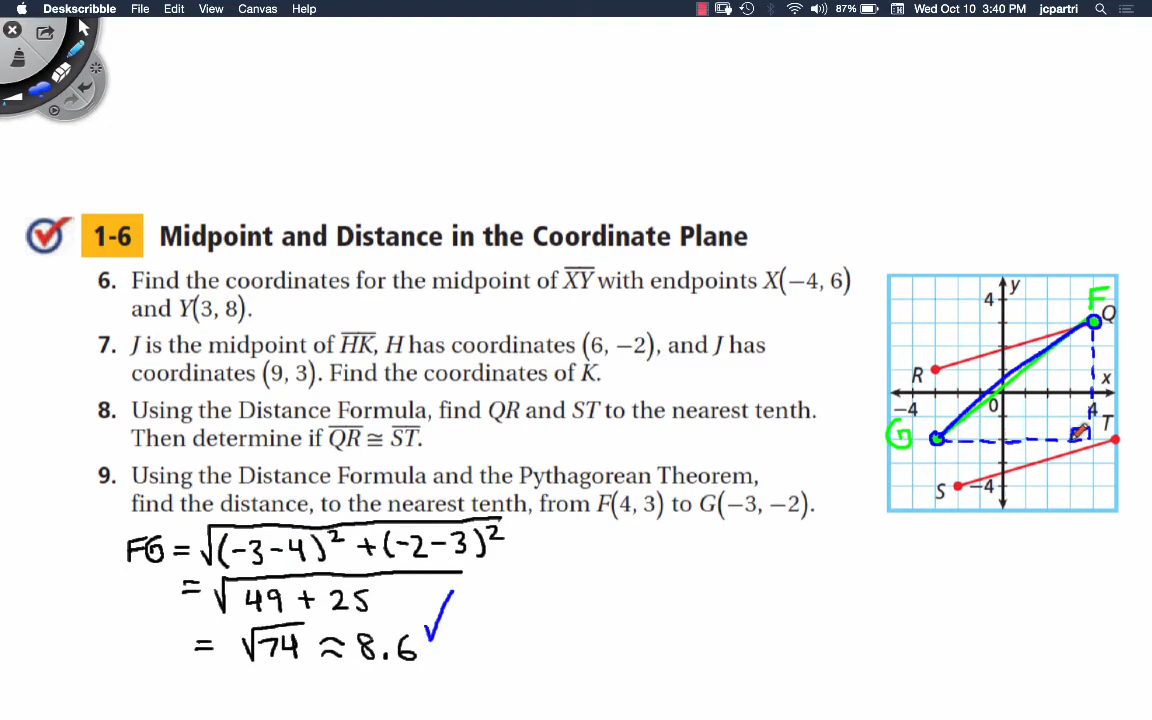 Deskscribble File Edit View Canvas Help 87% Wed Oct 10 3:40 PM jcpartri
1-6 Midpoint and Distance in the Coordinate Plane
6. Find the coordinates for the midpoint of X̅Y̅ with endpoints X(−4, 6)
and Y(3, 8).
7. J is the midpoint of H̅K̅, H has coordinates (6, −2), and J has
coordinates (9, 3). Find the coordinates of K.
8. Using the Distance Formula, find QR and ST to the nearest tenth.
Then determine if Q̅R̅ ≅ S̅T̅.
9. Using the Distance Formula and the Pythagorean Theorem,
find the distance, to the nearest tenth, from F(4, 3) to G(−3, −2).
FG = √(-3-4)² + (-2-3)²
= √49 + 25
= √74 ≈ 8.6 ✓
4 y F
Q
R x
−4 0 4
G T
S −4